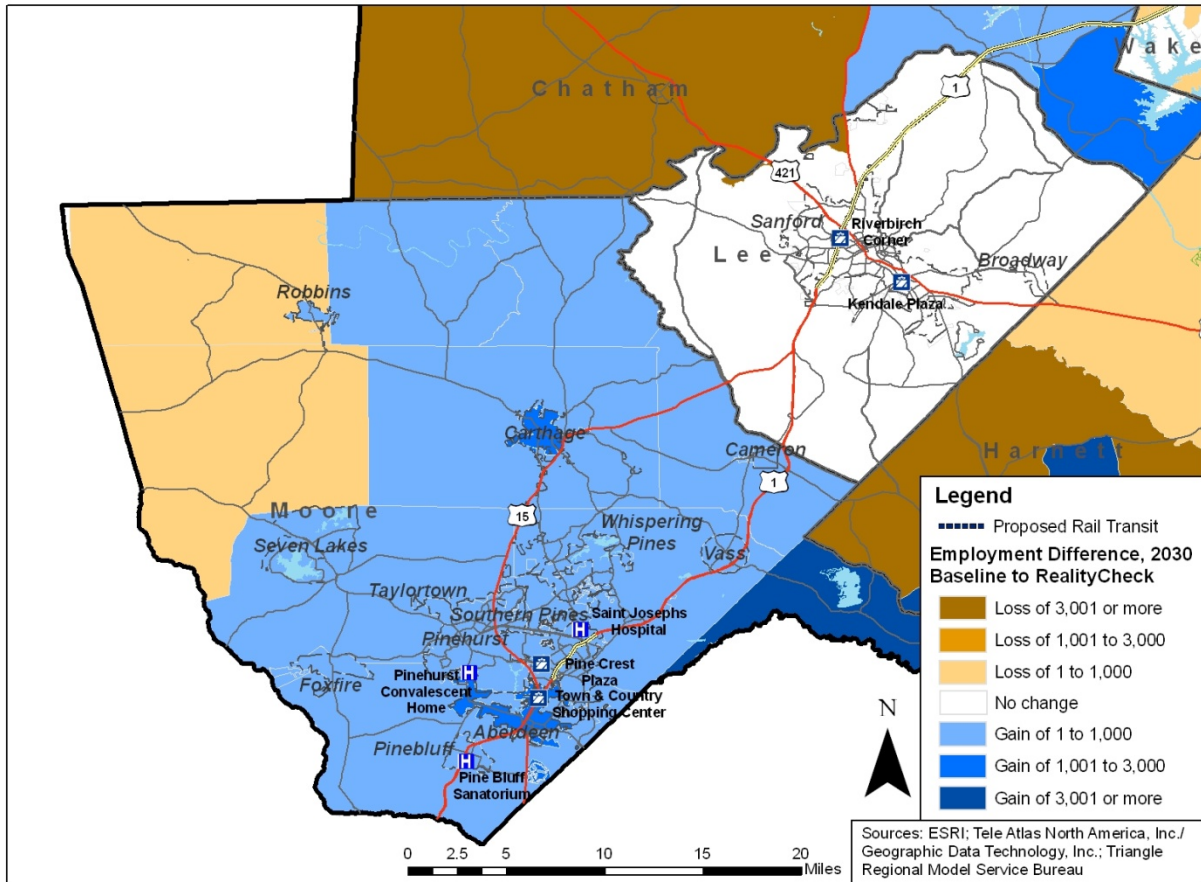 Wake
Chatham
1
421
Sanford
Riverbirch
Corner
Lee
Broadway
Kendale Plaza
Robbins
Carthage
Cameron
Harnett
1
15
Moore
Whispering
Pines
Seven Lakes
Vass
Taylortown
Southern Pines
Saint Josephs
Hospital
Pinehurst
Pine Crest
Plaza
H
H
Pinehurst
Convalescent
Home
Foxfire
Town & Country
Shopping Center
Aberdeen
Pinebluff
H
Pine Bluff
Sanatorium
N
Legend
Proposed Rail Transit
Employment Difference, 2030
Baseline to RealityCheck
Loss of 3,001 or more
Loss of 1,001 to 3,000
Loss of 1 to 1,000
No change
Gain of 1 to 1,000
Gain of 1,001 to 3,000
Gain of 3,001 or more
0 2.5 5 10 15 20
Miles
Sources: ESRI; Tele Atlas North America, Inc./
Geographic Data Technology, Inc.; Triangle
Regional Model Service Bureau